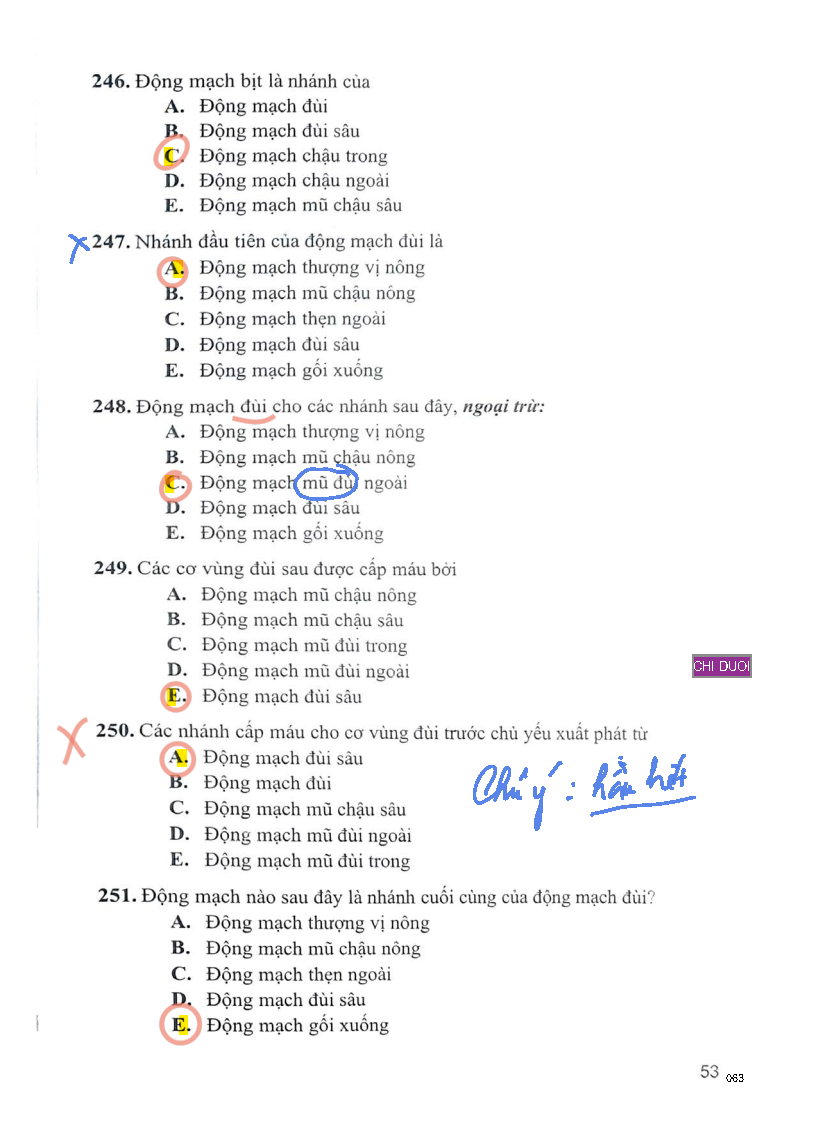 246. Động mạch bịt là nhánh của
A. Động mạch đùi
B. Động mạch đùi sâu
C. Động mạch chậu trong
D. Động mạch chậu ngoài
E. Động mạch mũ chậu sâu
X 247. Nhánh đầu tiên của động mạch đùi là
A. Động mạch thượng vị nông
B. Động mạch mũ chậu nông
C. Động mạch thẹn ngoài
D. Động mạch đùi sâu
E. Động mạch gối xuống
248. Động mạch đùi cho các nhánh sau đây, ngoại trừ:
A. Động mạch thượng vị nông
B. Động mạch mũ chậu nông
C. Động mạch mũ đùi ngoài
D. Động mạch đùi sâu
E. Động mạch gối xuống
249. Các cơ vùng đùi sau được cấp máu bởi
A. Động mạch mũ chậu nông
B. Động mạch mũ chậu sâu
C. Động mạch mũ đùi trong
D. Động mạch mũ đùi ngoài
CHI DUOI
E. Động mạch đùi sâu
X 250. Các nhánh cấp máu cho cơ vùng đùi trước chủ yếu xuất phát từ
A. Động mạch đùi sâu
B. Động mạch đùi
Chú ý : hầu hết
C. Động mạch mũ chậu sâu
D. Động mạch mũ đùi ngoài
E. Động mạch mũ đùi trong
251. Động mạch nào sau đây là nhánh cuối cùng của động mạch đùi?
A. Động mạch thượng vị nông
B. Động mạch mũ chậu nông
C. Động mạch thẹn ngoài
D. Động mạch đùi sâu
E. Động mạch gối xuống
53 063